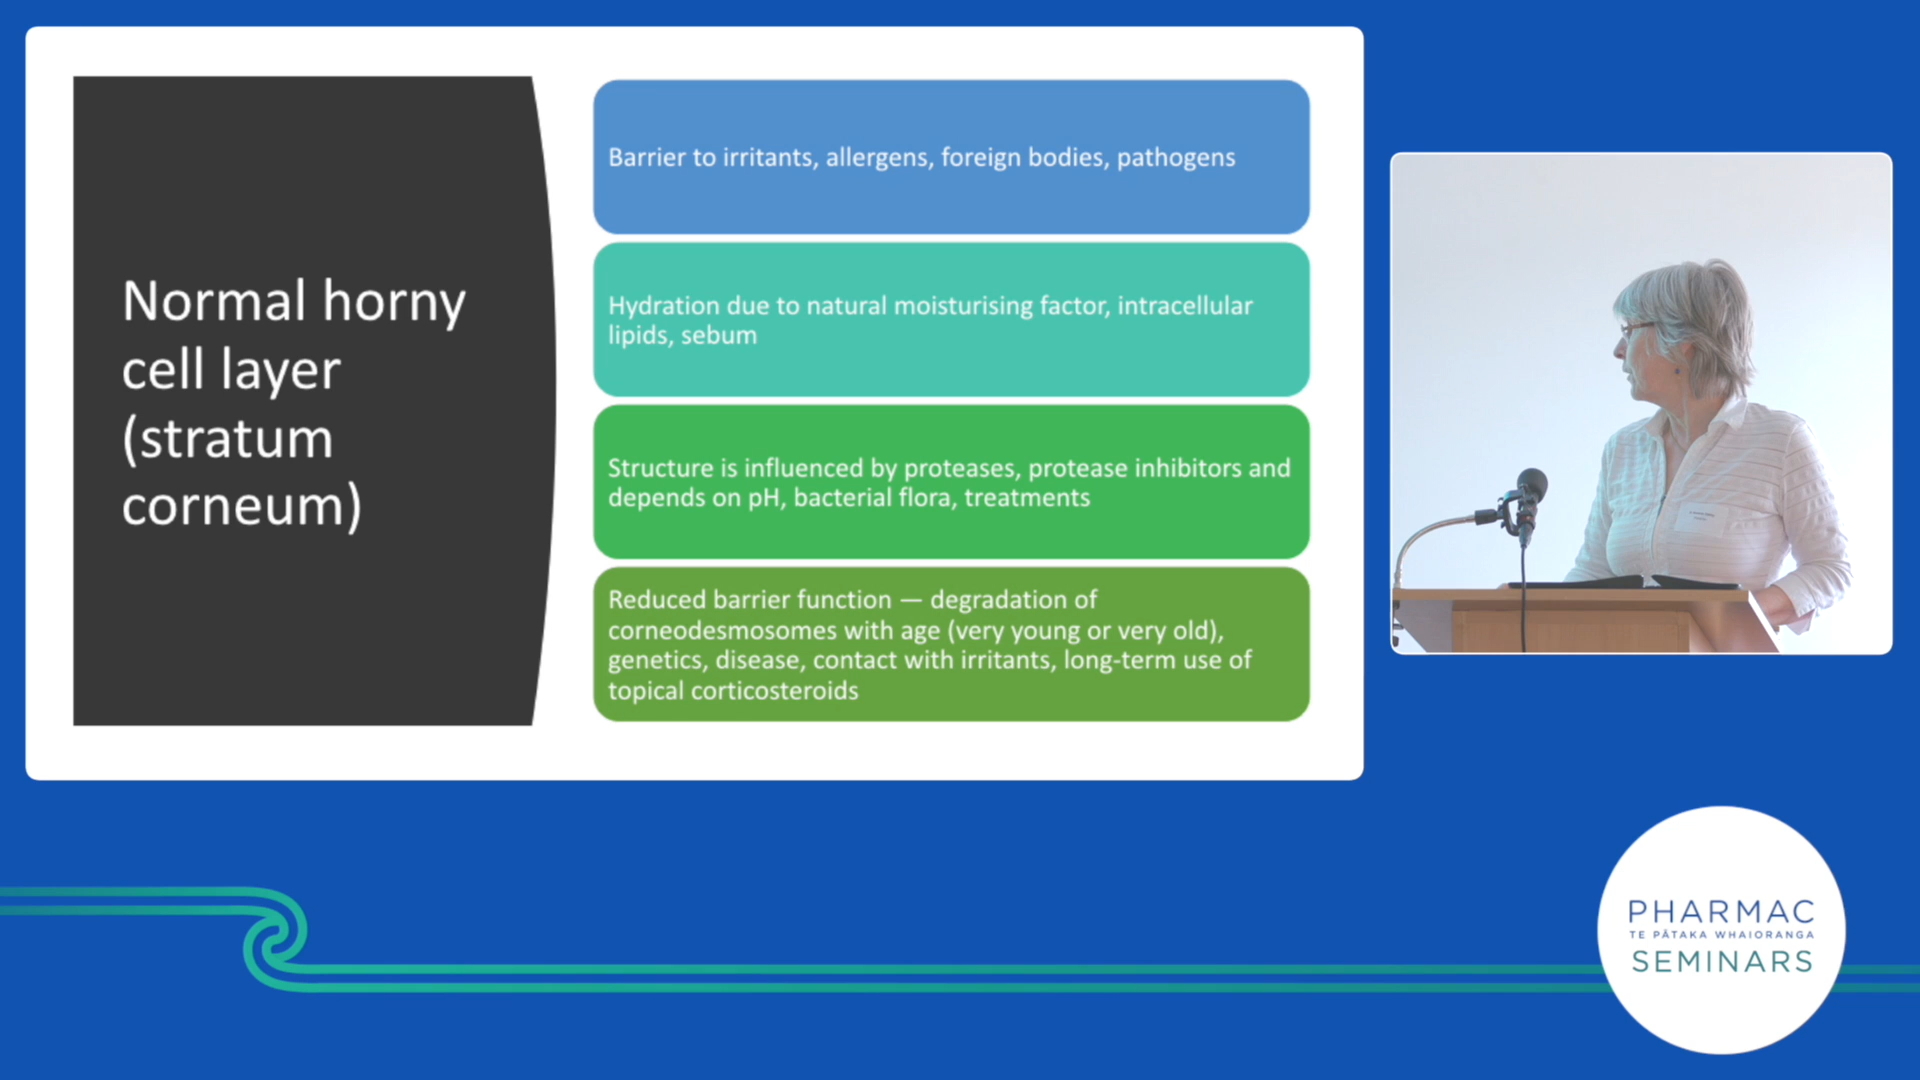 Normal horny
cell layer
(stratum
corneum)
Barrier to irritants, allergens, foreign bodies, pathogens
Hydration due to natural moisturising factor, intracellular
lipids, sebum
Structure is influenced by proteases, protease inhibitors and
depends on pH, bacterial flora, treatments
Reduced barrier function — degradation of
corneodesmosomes with age (very young or very old),
genetics, disease, contact with irritants, long-term use of
topical corticosteroids
PHARMAC
TE PĀTAKA WHAIORANGA
SEMINARS